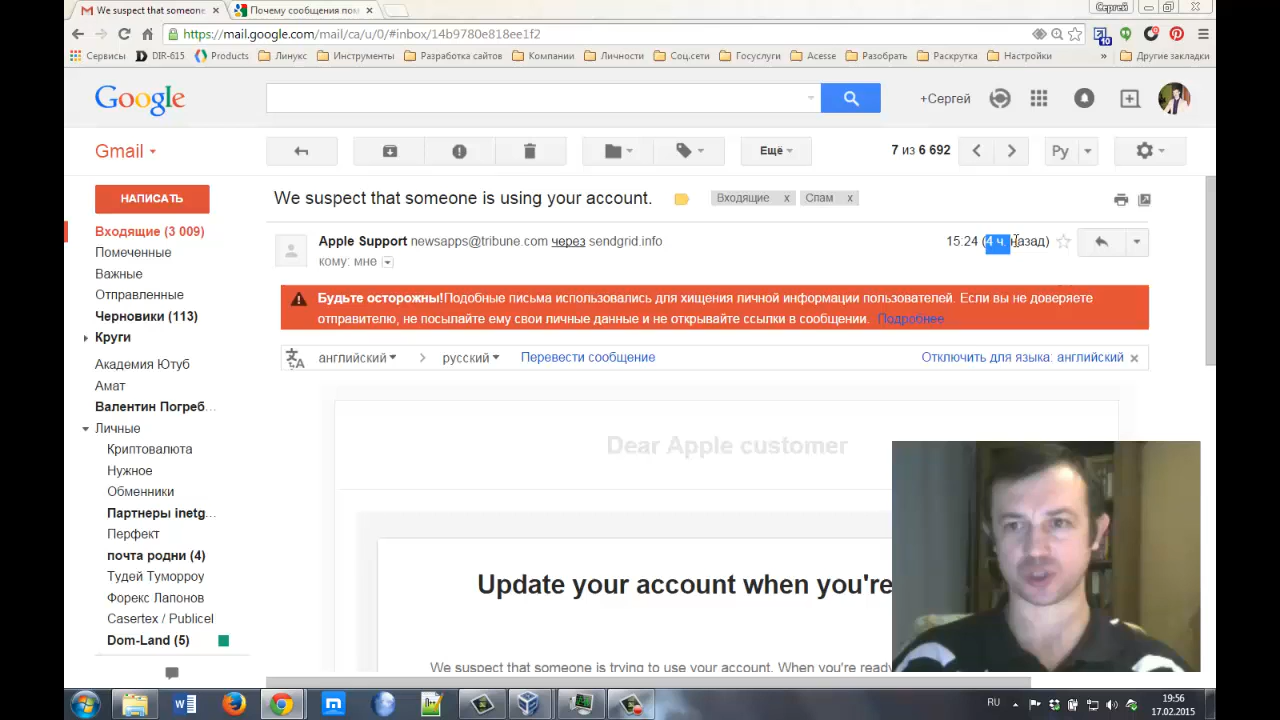 We suspect that someone
Почему сообщения пом
Сергей
https://mail.google.com/mail/ca/u/0/#inbox/14b9780e818ee1f2
10
Сервисы DIR-615 Products Линукс Инструменты Разработка сайтов Компании Личности Соц.сети Госуслуги Acesse Разобрать Раскрутка Настройки » Другие закладки
Google
+Сергей
Gmail
Ещё
7 из 6 692
Ру
НАПИСАТЬ
We suspect that someone is using your account.
Входящие x
Спам x
Входящие (3 009)
Помеченные
Важные
Отправленные
Черновики (113)
Круги
Академия Ютуб
Амат
Валентин Погреб...
Личные
Криптовалюта
Нужное
Обменники
Партнеры inetg...
Перфект
почта родни (4)
Тудей Туморроу
Форекс Лапонов
Casertex / Publicel
Dom-Land (5)
Apple Support newsapps@tribune.com через sendgrid.info
15:24 (4 ч. назад)
кому: мне
Будьте осторожны!Подобные письма использовались для хищения личной информации пользователей. Если вы не доверяете
отправителю, не посылайте ему свои личные данные и не открывайте ссылки в сообщении. Подробнее
английский > русский Перевести сообщение
Отключить для языка: английский x
Dear Apple customer
Update your account when you're
We suspect that someone is trying to use your account. When you're ready
RU
19:56
17.02.2015